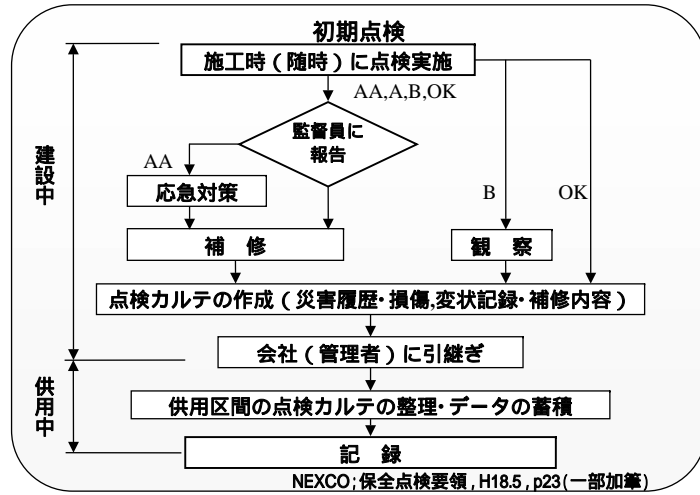 初期点検
施工時（随時）に点検実施
AA,A,B,OK
監督員に
報告
AA
応急対策
B
OK
補　修
観　察
点検カルテの作成（災害履歴・損傷,変状記録・補修内容）
会社（管理者）に引継ぎ
供用区間の点検カルテの整理・データの蓄積
記　録
建設中
供用中
NEXCO;保全点検要領,H18.5,p23(一部加筆)